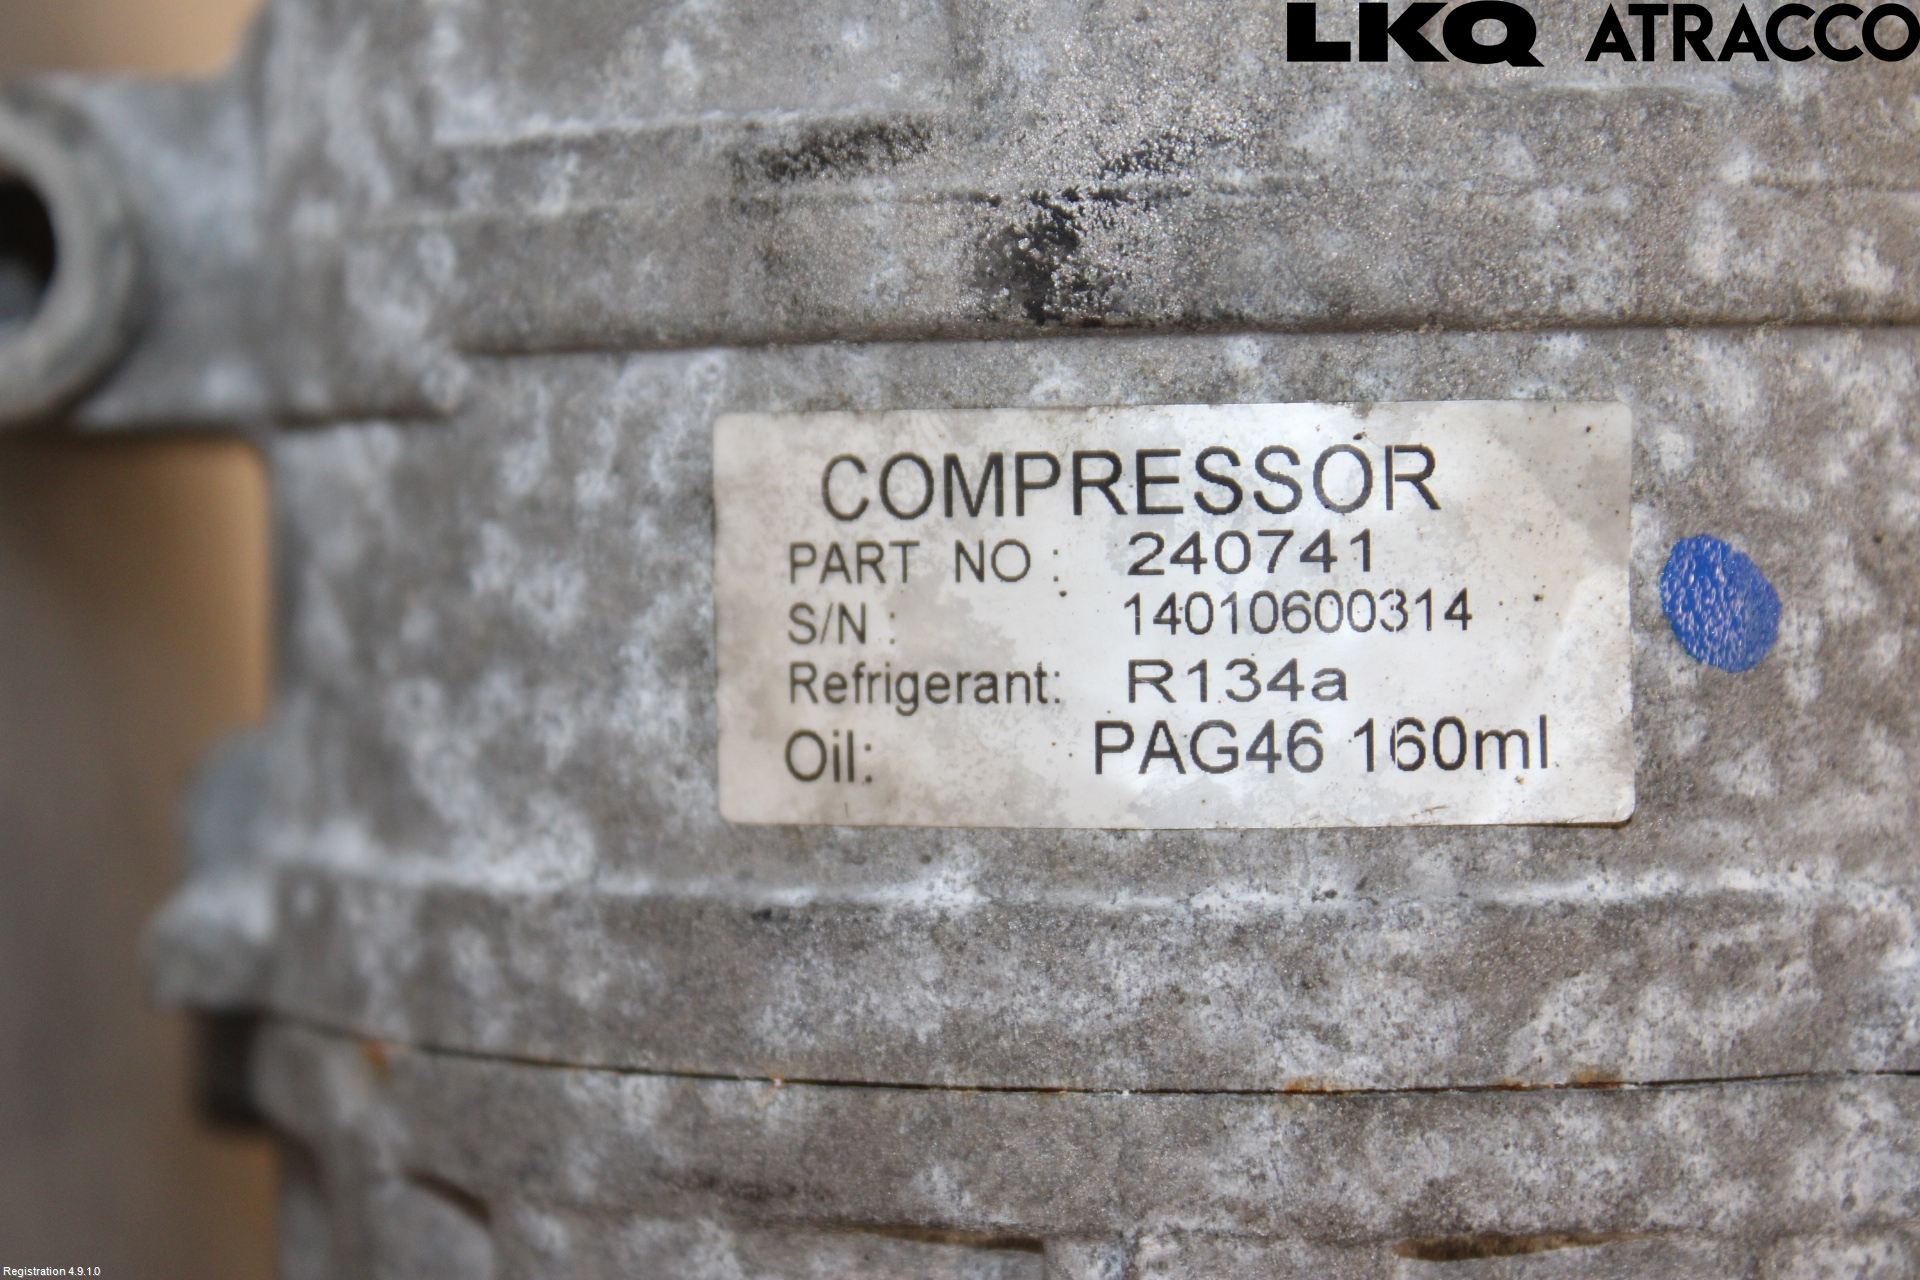 LKQ ATRACCO
COMPRESSOR
PART NO : 240741
S/N : 14010600314
Refrigerant: R134a
Oil: PAG46 160ml
Registration 4.9.1.0